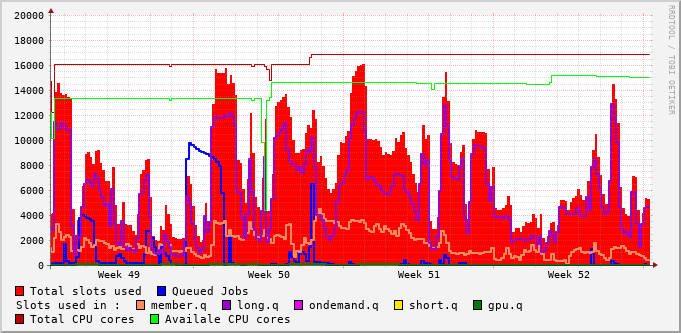 20000
18000
16000
14000
12000
10000
8000
6000
4000
2000
0
Week 49 Week 50 Week 51 Week 52
Total slots used Queued Jobs
Slots used in : member.q long.q ondemand.q short.q gpu.q
Total CPU cores Availale CPU cores
RRDTOOL / TOBI OETIKER